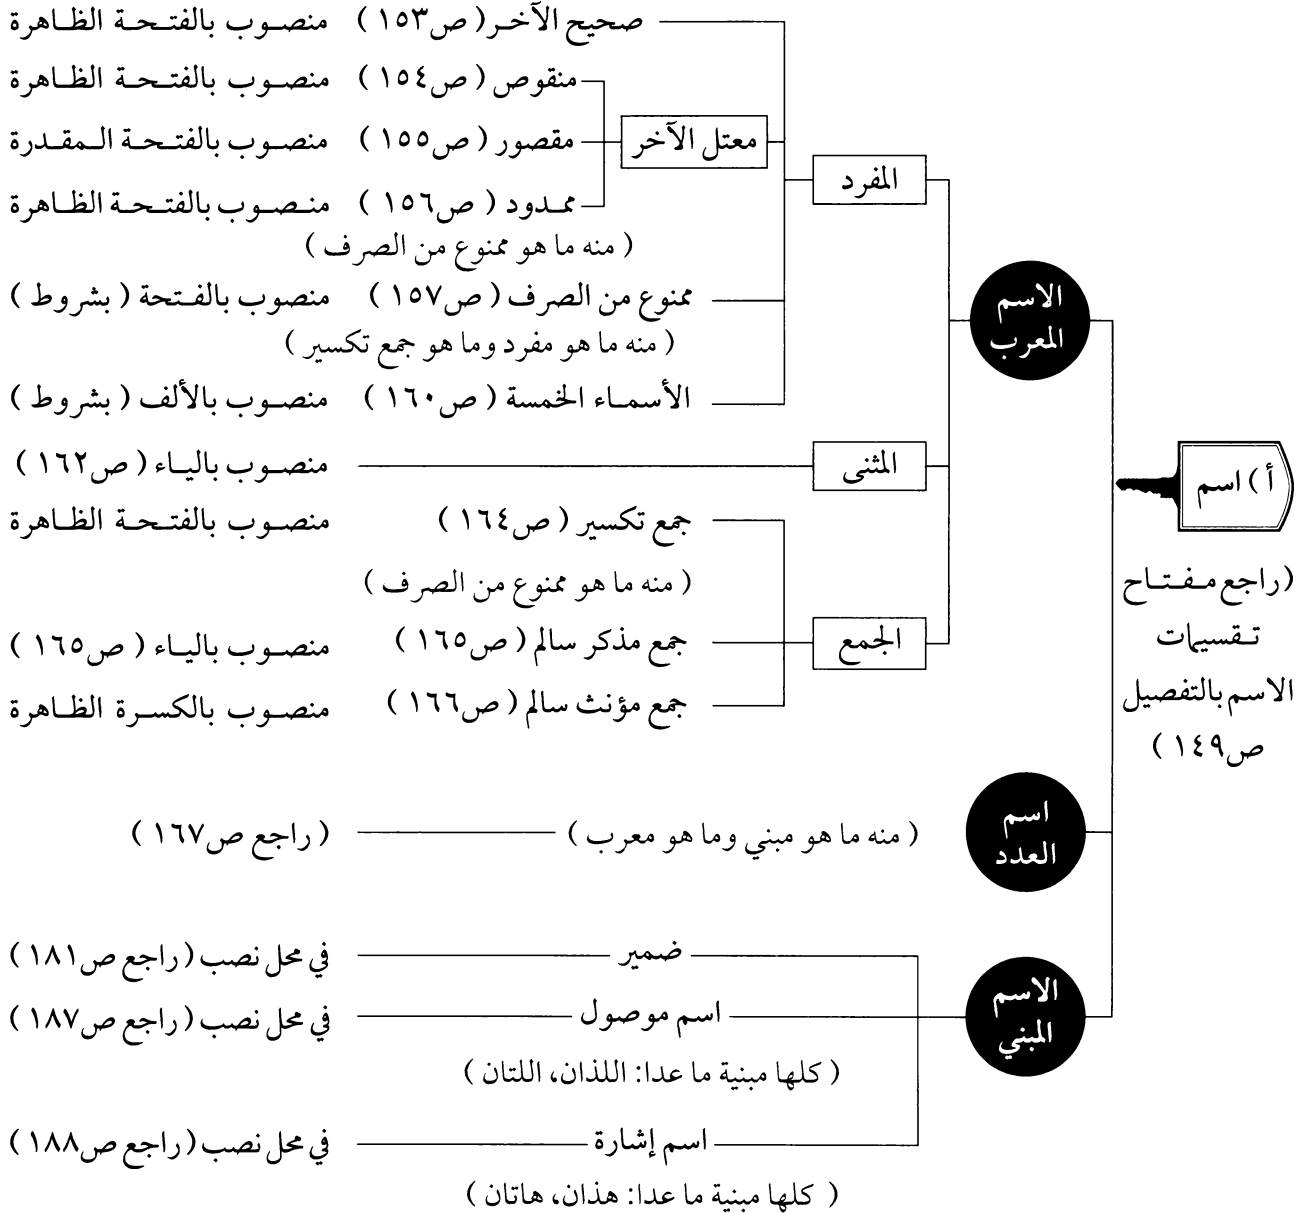 أ) اسم
(راجع مفتاح
تقسيمات
الاسم بالتفصيل
ص١٤٩)
الاسم
المعرب
المفرد
صحيح الآخر (ص١٥٣) منصوب بالفتحة الظاهرة
معتل الآخر
منقوص (ص١٥٤) منصوب بالفتحة الظاهرة
مقصور (ص١٥٥) منصوب بالفتحة المقدرة
ممدود (ص١٥٦) منصوب بالفتحة الظاهرة
(منه ما هو ممنوع من الصرف)
ممنوع من الصرف (ص١٥٧) منصوب بالفتحة (بشروط)
(منه ما هو مفرد وما هو جمع تكسير)
الأسماء الخمسة (ص١٦٠) منصوب بالألف (بشروط)
المثنى
منصوب بالياء (ص١٦٢)
الجمع
جمع تكسير (ص١٦٤) منصوب بالفتحة الظاهرة
(منه ما هو ممنوع من الصرف)
جمع مذكر سالم (ص١٦٥) منصوب بالياء (ص١٦٥)
جمع مؤنث سالم (ص١٦٦) منصوب بالكسرة الظاهرة
اسم
العدد
(منه ما هو مبني وما هو معرب) (راجع ص١٦٧)
الاسم
المبني
ضمير في محل نصب (راجع ص١٨١)
اسم موصول في محل نصب (راجع ص١٨٧)
(كلها مبنية ما عدا: اللذان، اللتان)
اسم إشارة في محل نصب (راجع ص١٨٨)
(كلها مبنية ما عدا: هذان، هاتان)